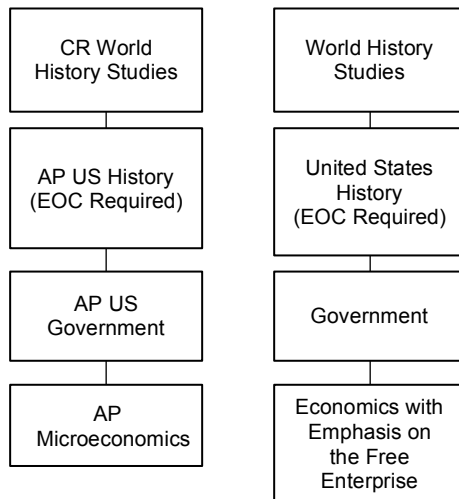 CR World
History Studies
AP US History
(EOC Required)
AP US
Government
AP
Microeconomics
World History
Studies
United States
History
(EOC Required)
Government
Economics with
Emphasis on
the Free
Enterprise